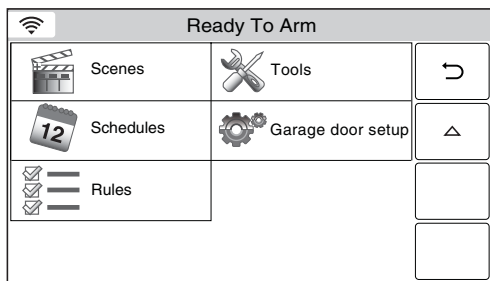 Ready To Arm
Scenes
Tools
12
Schedules
Garage door setup
Rules